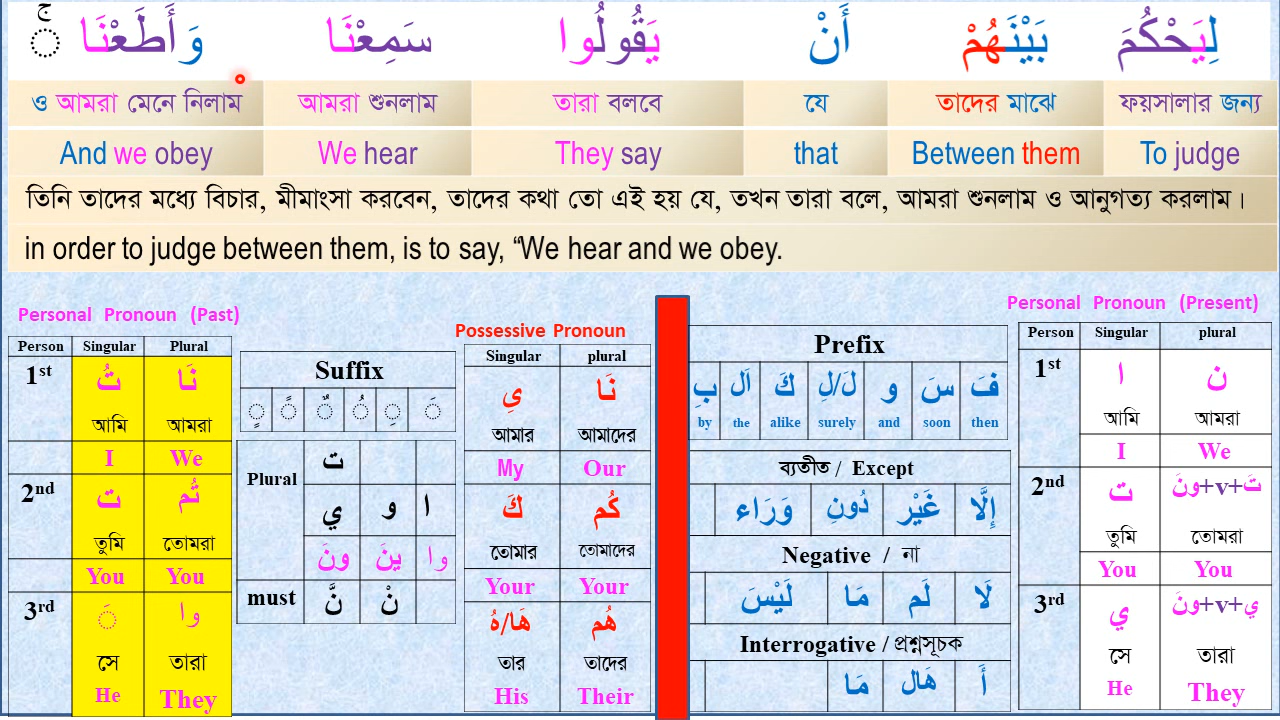 لِيَحْكُمَ بَيْنَهُمْ أَنْ يَقُولُوا سَمِعْنَا وَأَطَعْنَا ۚ
ও আমরা মেনে নিলাম আমরা শুনলাম তারা বলবে যে তাদের মাঝে ফয়সালার জন্য
And we obey We hear They say that Between them To judge
তিনি তাদের মধ্যে বিচার, মীমাংসা করবেন, তাদের কথা তো এই হয় যে, তখন তারা বলে, আমরা শুনলাম ও আনুগত্য করলাম।
in order to judge between them, is to say, “We hear and we obey.
Personal Pronoun (Past)
Person Singular Plural
1st تُ نَا
আমি আমরা
I We
2nd ت تُم
তুমি তোমরা
You You
3rd َ وا
সে তারা
He They
Suffix
َ ِ ُ ٌ ً ٍ
Plural ت
ي و ا
ونَ ينَ وا
must نَّ نْ
Possessive Pronoun
Singular plural
يِ نَا
আমার আমাদের
My Our
كَ كُم
তোমার তোমাদের
Your Your
هَا/هُ هُم
তার তাদের
His Their
Prefix
فَ سَ و لَ/لِ كَ اَل بِ
by the alike surely and soon then
ব্যতীত / Except
إِلَّا غَيْر دُونِ وَرَاء
Negative / না
لَا لَم مَا لَيْسَ
Interrogative / প্রশ্নসূচক
أَ هَال مَا
Personal Pronoun (Present)
Person Singular plural
1st ا ن
আমি আমরা
I We
2nd ت تَ+v+ونَ
তুমি তোমরা
You You
3rd ي ي+v+ونَ
সে তারা
He They